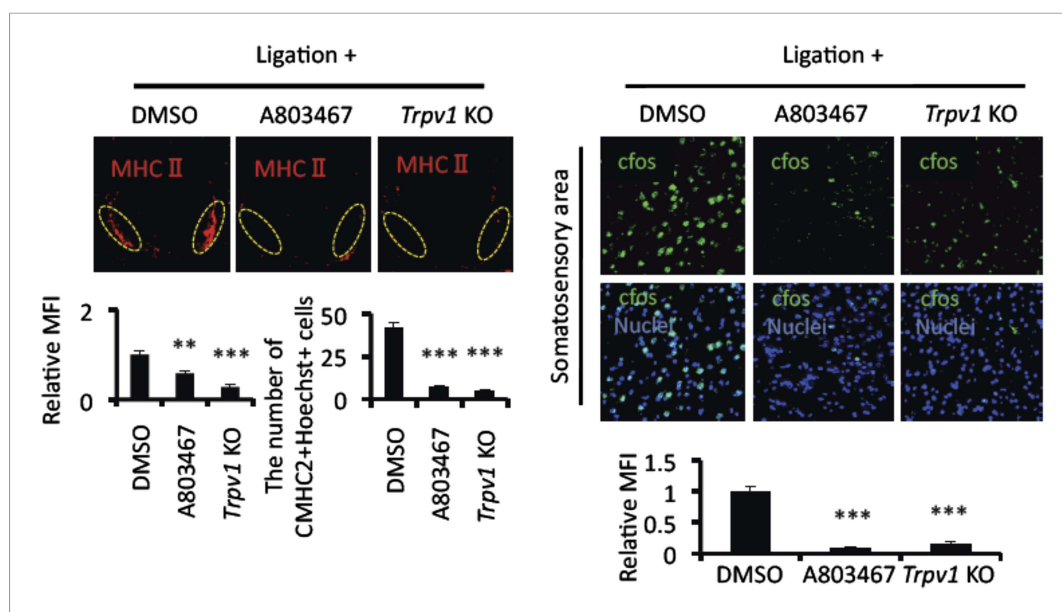 Ligation +
DMSO A803467 Trpv1 KO
MHC Ⅱ MHC Ⅱ MHC Ⅱ
Relative MFI
2
0
** ***
DMSO
A803467
Trpv1 KO
The number of
CMHC2+Hoechst+ cells
50
25
0
*** ***
DMSO
A803467
Trpv1 KO
Ligation +
DMSO A803467 Trpv1 KO
Somatosensory area
cfos cfos cfos
cfos cfos cfos
Nuclei Nuclei Nuclei
Relative MFI
1.5
1
0.5
0
*** ***
DMSO A803467 Trpv1 KO